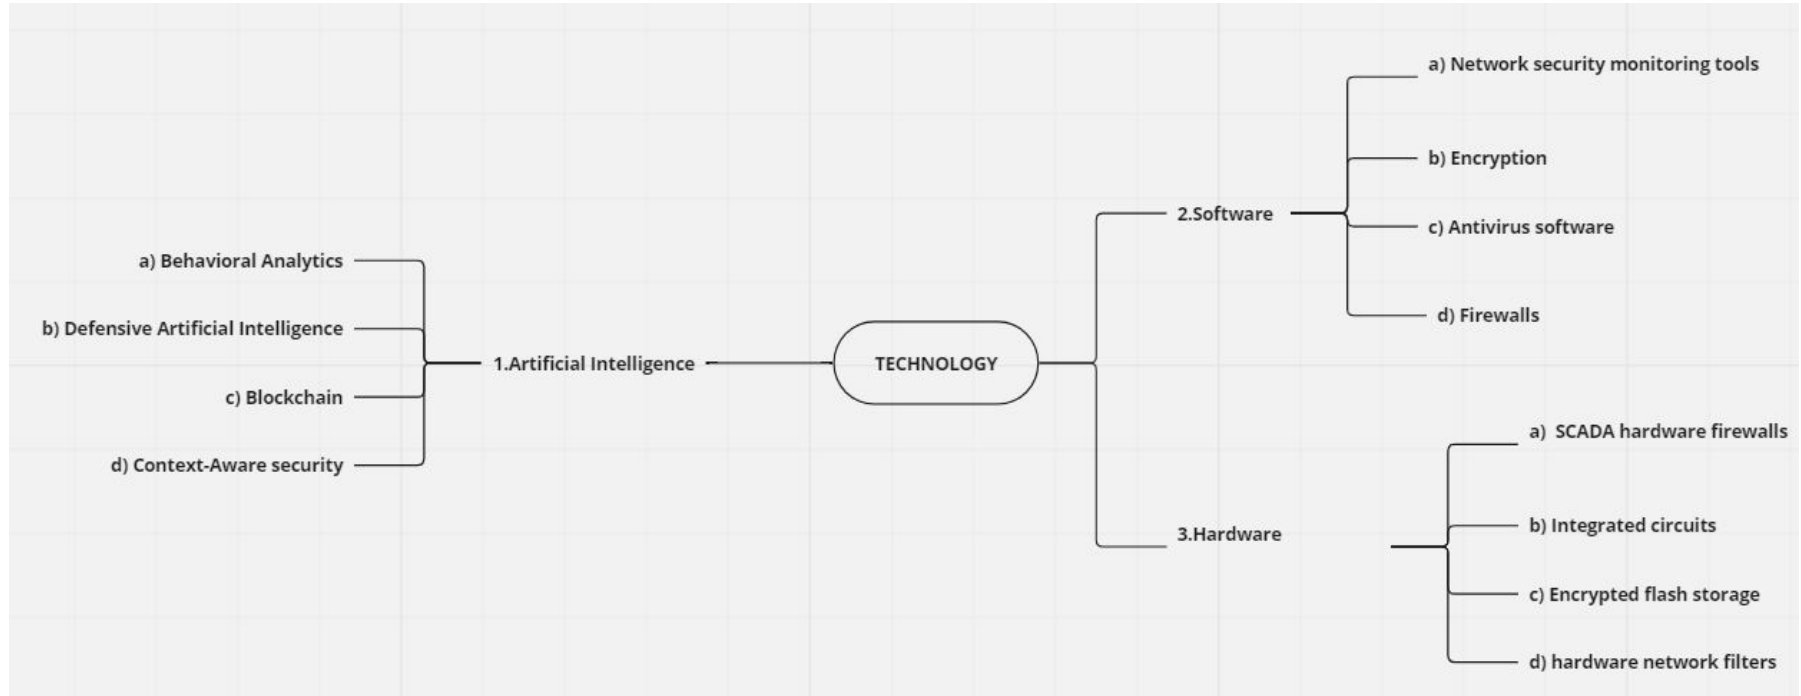 TECHNOLOGY
1.Artificial Intelligence
a) Behavioral Analytics
b) Defensive Artificial Intelligence
c) Blockchain
d) Context-Aware security
2.Software
a) Network security monitoring tools
b) Encryption
c) Antivirus software
d) Firewalls
3.Hardware
a)  SCADA hardware firewalls
b) Integrated circuits
c) Encrypted flash storage
d) hardware network filters